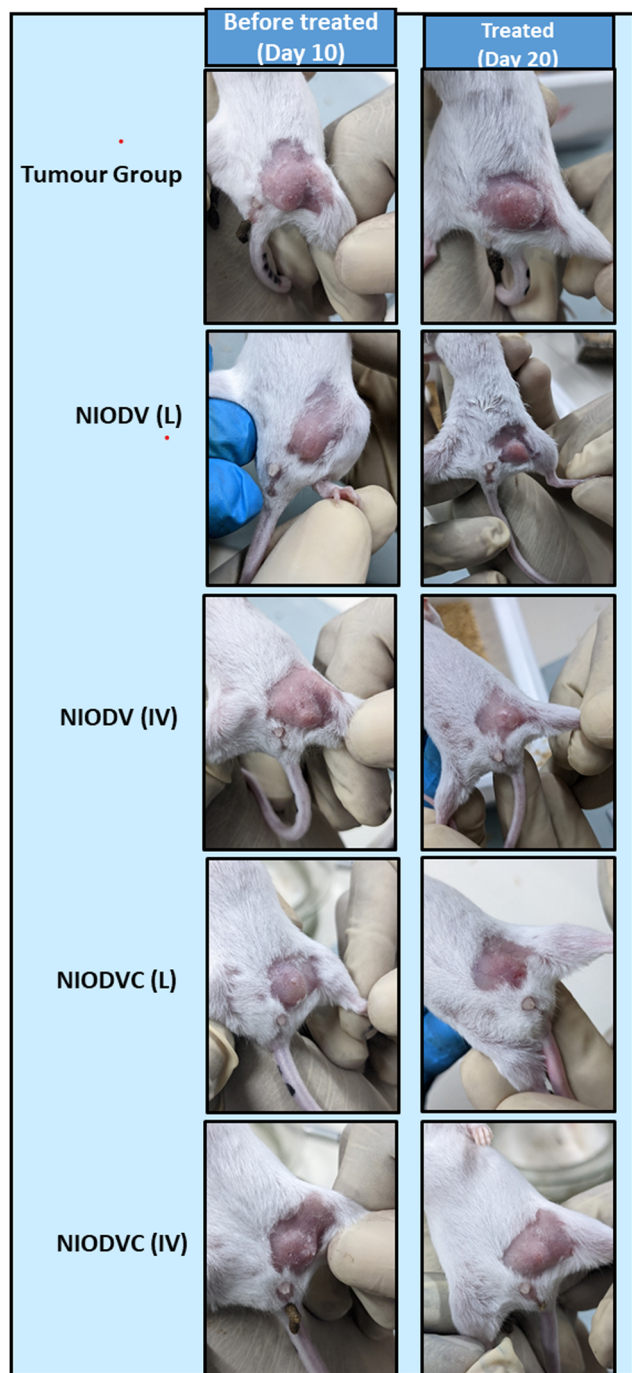 Before treated
(Day 10)
Treated
(Day 20)
Tumour Group
NIODV (L)
NIODV (IV)
NIODVC (L)
NIODVC (IV)